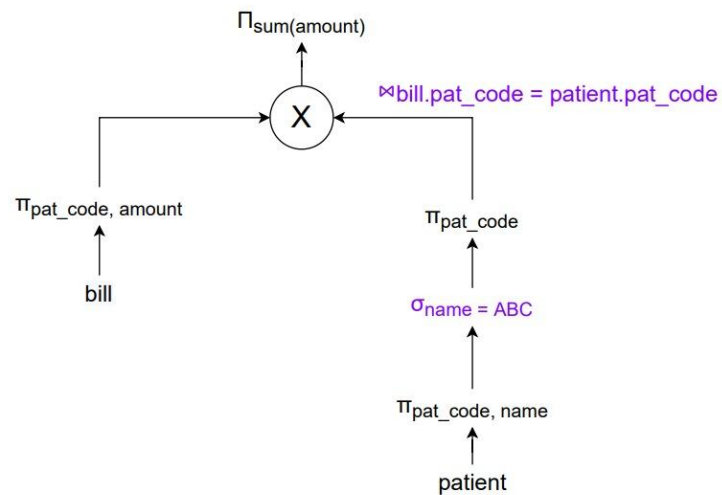 Πsum(amount)
⋈bill.pat_code = patient.pat_code
X
πpat_code, amount
πpat_code
bill
σname = ABC
πpat_code, name
patient